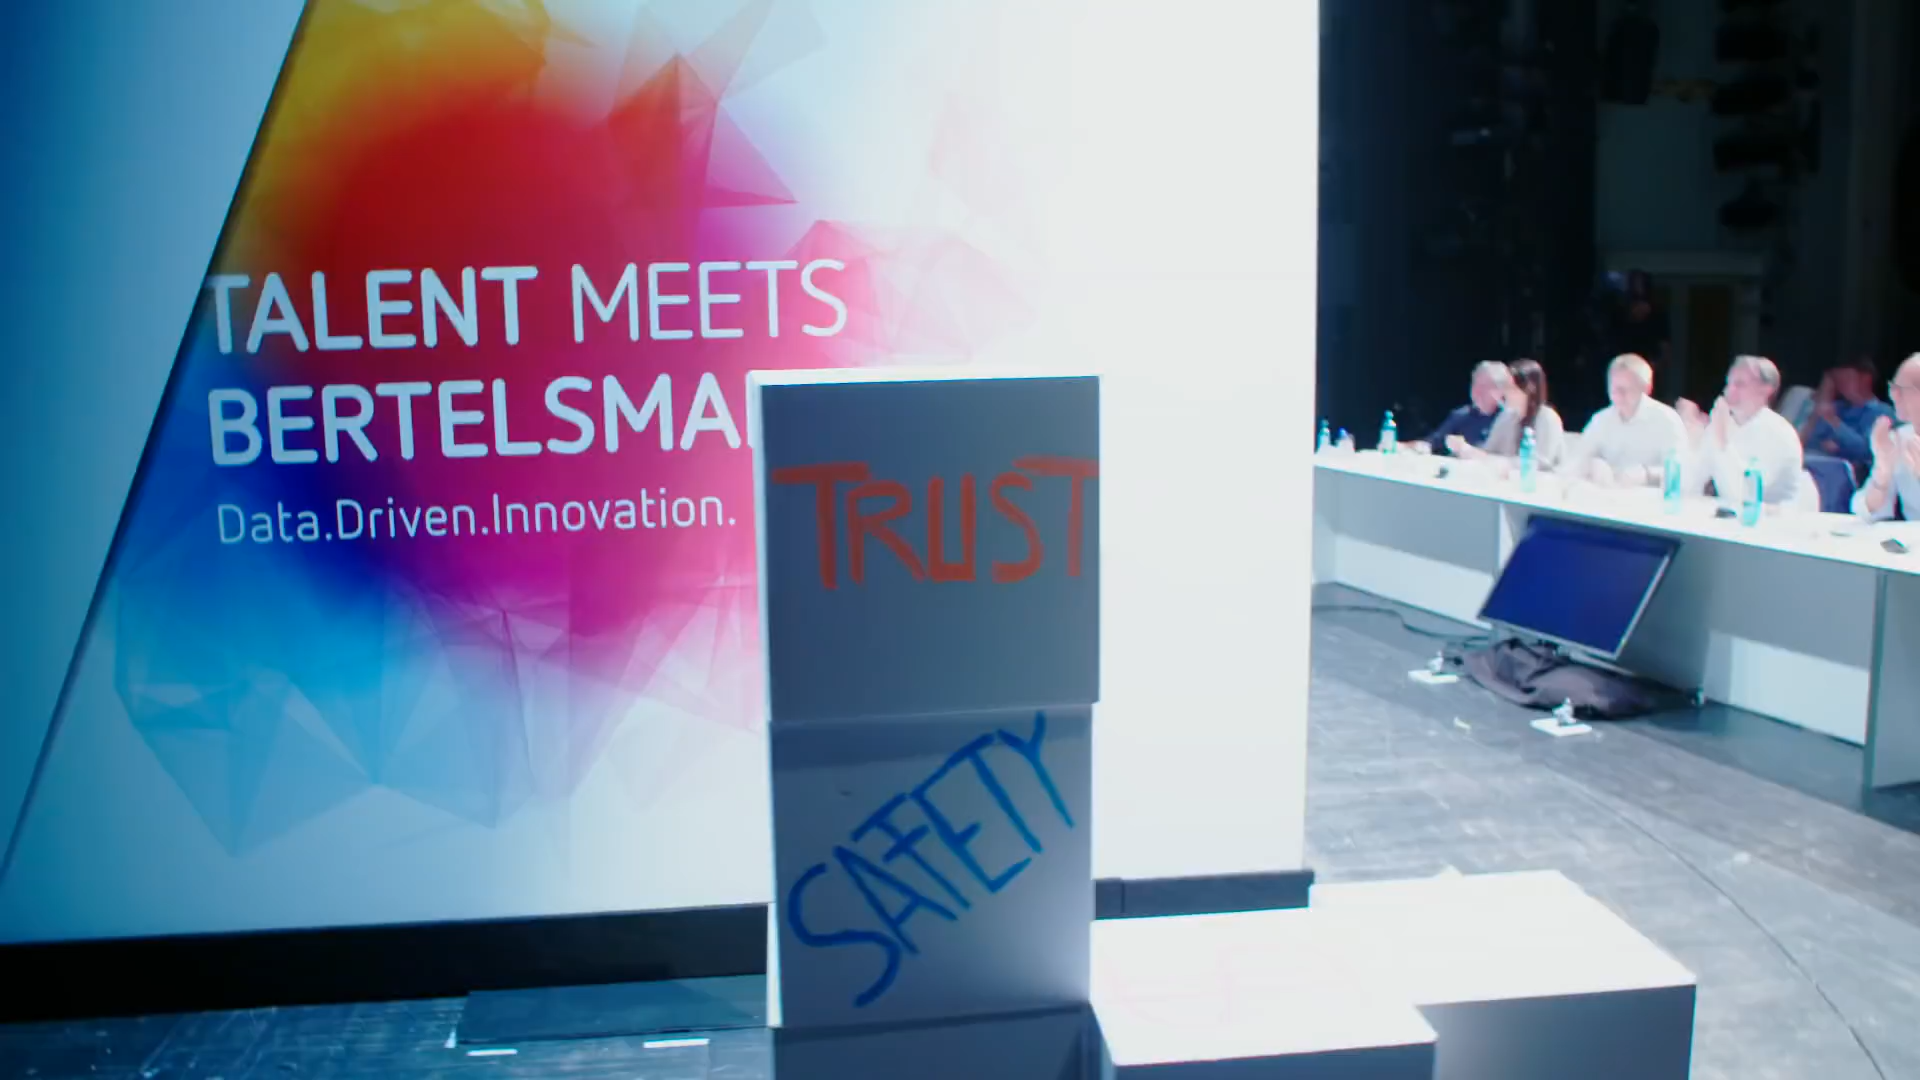 TALENT MEETS
BERTELSMA
Data.Driven.Innovation.
TRUST
SAFETY